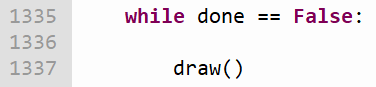 1335    while done == False:
1336
1337        draw()